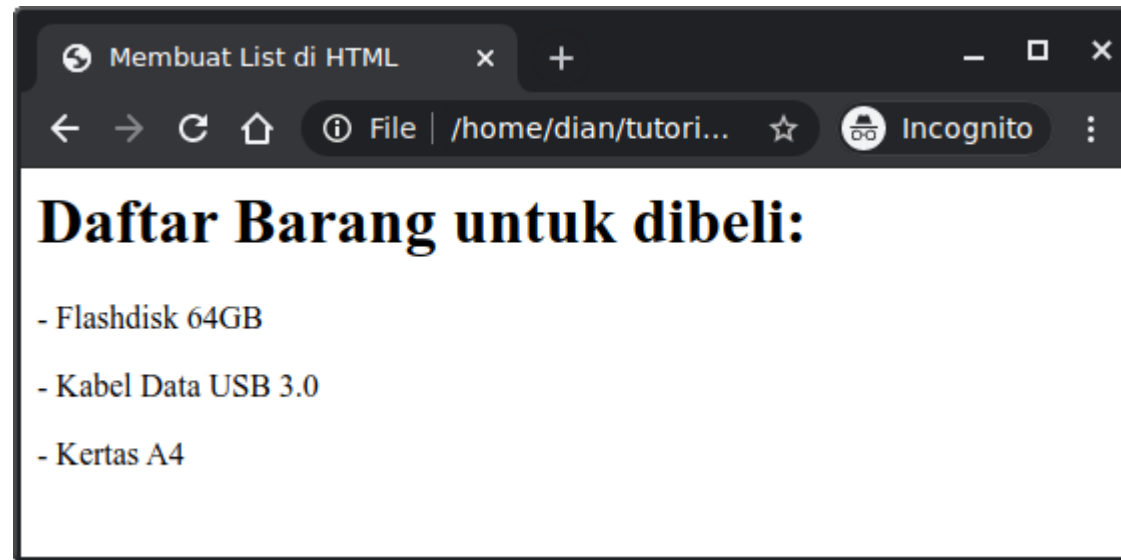 Membuat List di HTML
File /home/dian/tutori...
Incognito
Daftar Barang untuk dibeli:
- Flashdisk 64GB
- Kabel Data USB 3.0
- Kertas A4